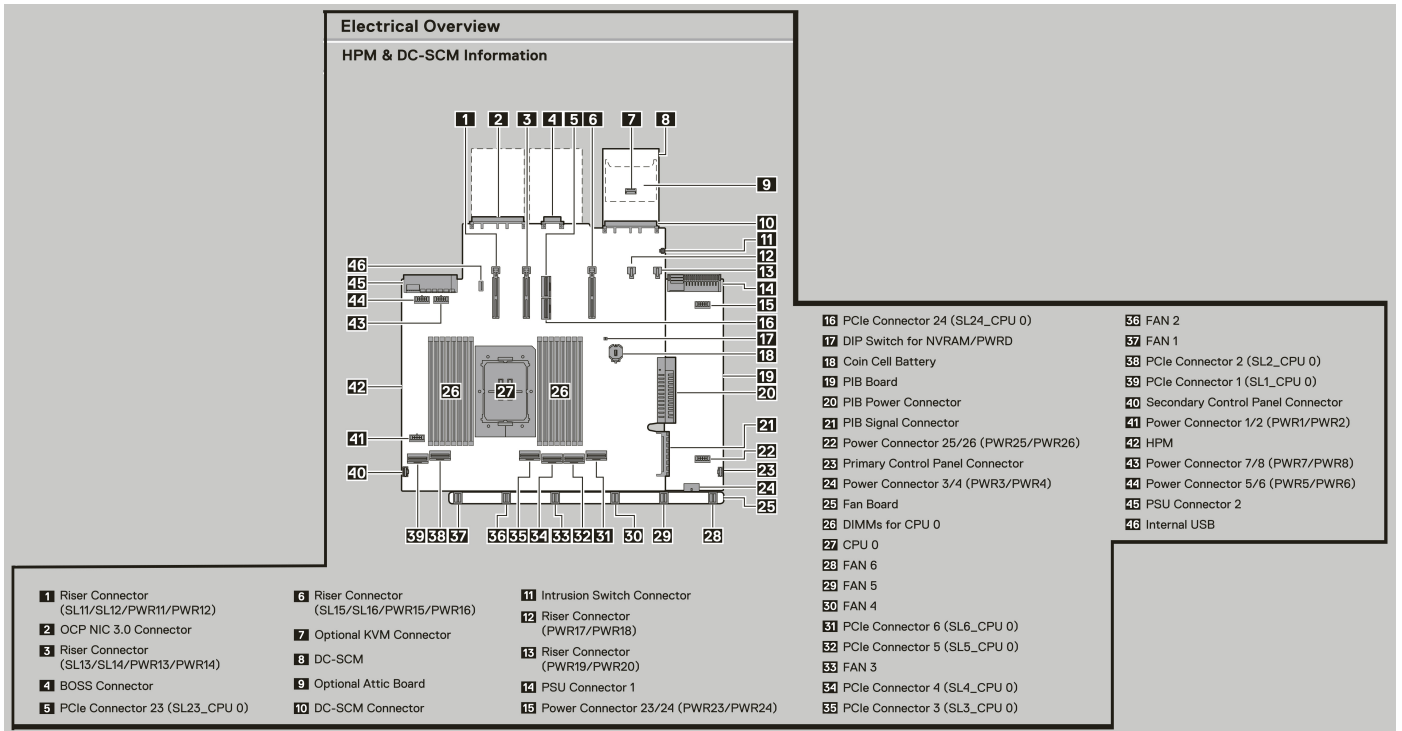 Electrical Overview
HPM & DC-SCM Information
1 2 3 4 5 6 7 8
9
10
11
12
13
14
15
16
17
18
19
20
21
22
23
24
25
46
45
44
43
42
41
40
26 27 26
39 38 37 36 35 34 33 32 31 30 29 28
1 Riser Connector
(SL11/SL12/PWR11/PWR12)
2 OCP NIC 3.0 Connector
3 Riser Connector
(SL13/SL14/PWR13/PWR14)
4 BOSS Connector
5 PCIe Connector 23 (SL23_CPU 0)
6 Riser Connector
(SL15/SL16/PWR15/PWR16)
7 Optional KVM Connector
8 DC-SCM
9 Optional Attic Board
10 DC-SCM Connector
11 Intrusion Switch Connector
12 Riser Connector
(PWR17/PWR18)
13 Riser Connector
(PWR19/PWR20)
14 PSU Connector 1
15 Power Connector 23/24 (PWR23/PWR24)
16 PCIe Connector 24 (SL24_CPU 0)
17 DIP Switch for NVRAM/PWRD
18 Coin Cell Battery
19 PIB Board
20 PIB Power Connector
21 PIB Signal Connector
22 Power Connector 25/26 (PWR25/PWR26)
23 Primary Control Panel Connector
24 Power Connector 3/4 (PWR3/PWR4)
25 Fan Board
26 DIMMs for CPU 0
27 CPU 0
28 FAN 6
29 FAN 5
30 FAN 4
31 PCIe Connector 6 (SL6_CPU 0)
32 PCIe Connector 5 (SL5_CPU 0)
33 FAN 3
34 PCIe Connector 4 (SL4_CPU 0)
35 PCIe Connector 3 (SL3_CPU 0)
36 FAN 2
37 FAN 1
38 PCIe Connector 2 (SL2_CPU 0)
39 PCIe Connector 1 (SL1_CPU 0)
40 Secondary Control Panel Connector
41 Power Connector 1/2 (PWR1/PWR2)
42 HPM
43 Power Connector 7/8 (PWR7/PWR8)
44 Power Connector 5/6 (PWR5/PWR6)
45 PSU Connector 2
46 Internal USB